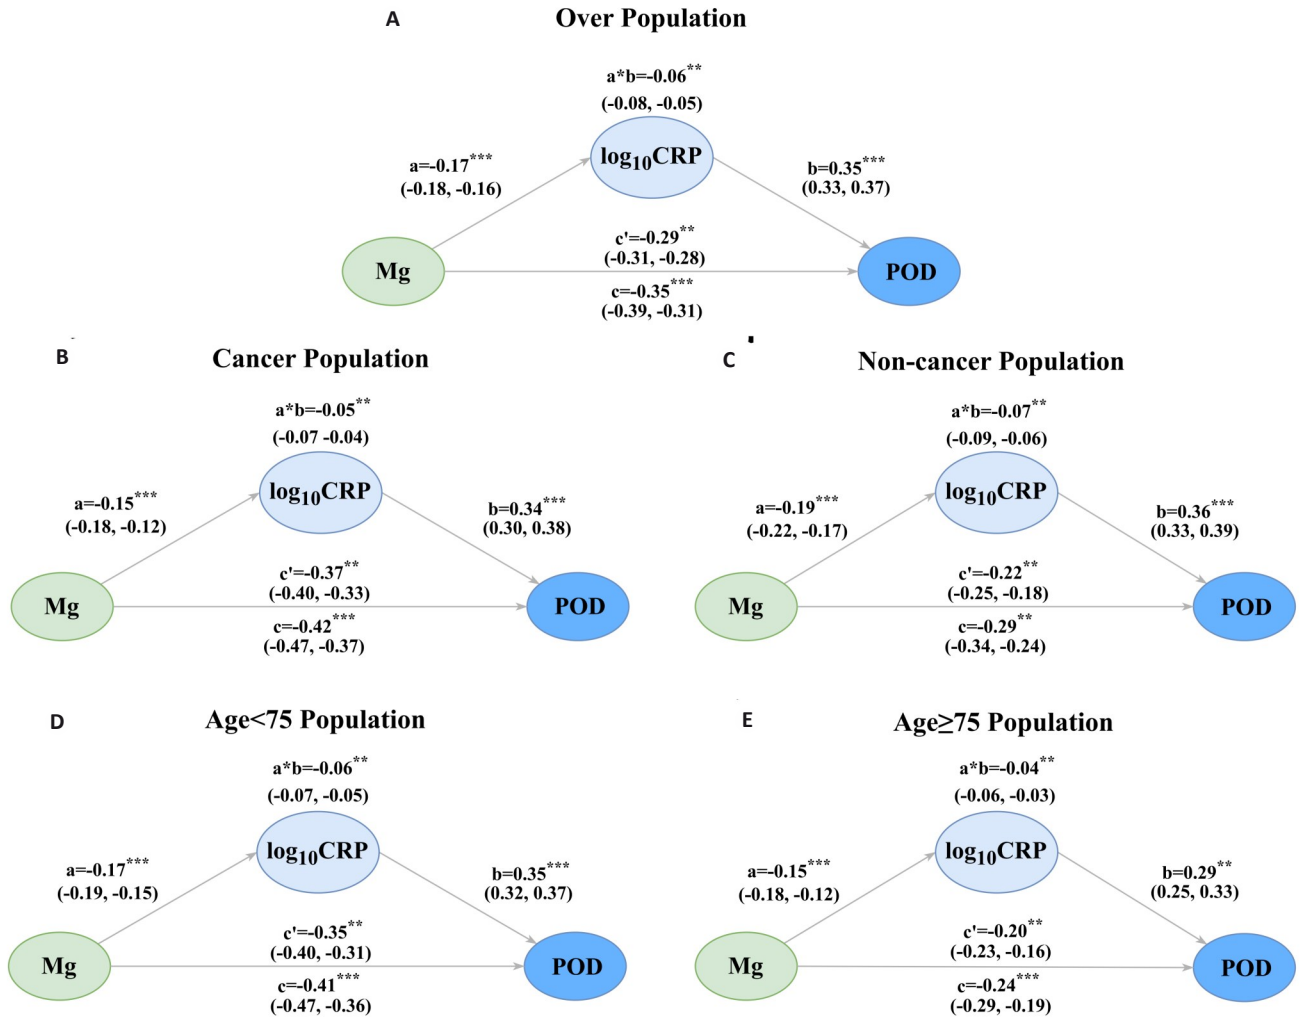 A
Over Population
a*b=-0.06**
(-0.08, -0.05)
log10CRP
a=-0.17***
(-0.18, -0.16)
b=0.35***
(0.33, 0.37)
c'=-0.29**
(-0.31, -0.28)
Mg
POD
c=-0.35***
(-0.39, -0.31)
B
Cancer Population
a*b=-0.05**
(-0.07 -0.04)
log10CRP
a=-0.15***
(-0.18, -0.12)
b=0.34***
(0.30, 0.38)
c'=-0.37**
(-0.40, -0.33)
Mg
POD
c=-0.42***
(-0.47, -0.37)
C
Non-cancer Population
a*b=-0.07**
(-0.09, -0.06)
log10CRP
a=-0.19***
(-0.22, -0.17)
b=0.36***
(0.33, 0.39)
c'=-0.22**
(-0.25, -0.18)
Mg
POD
c=-0.29**
(-0.34, -0.24)
D
Age<75 Population
a*b=-0.06**
(-0.07, -0.05)
log10CRP
a=-0.17***
(-0.19, -0.15)
b=0.35***
(0.32, 0.37)
c'=-0.35**
(-0.40, -0.31)
Mg
POD
c=-0.41***
(-0.47, -0.36)
E
Age≥75 Population
a*b=-0.04**
(-0.06, -0.03)
log10CRP
a=-0.15***
(-0.18, -0.12)
b=0.29**
(0.25, 0.33)
c'=-0.20**
(-0.23, -0.16)
Mg
POD
c=-0.24***
(-0.29, -0.19)